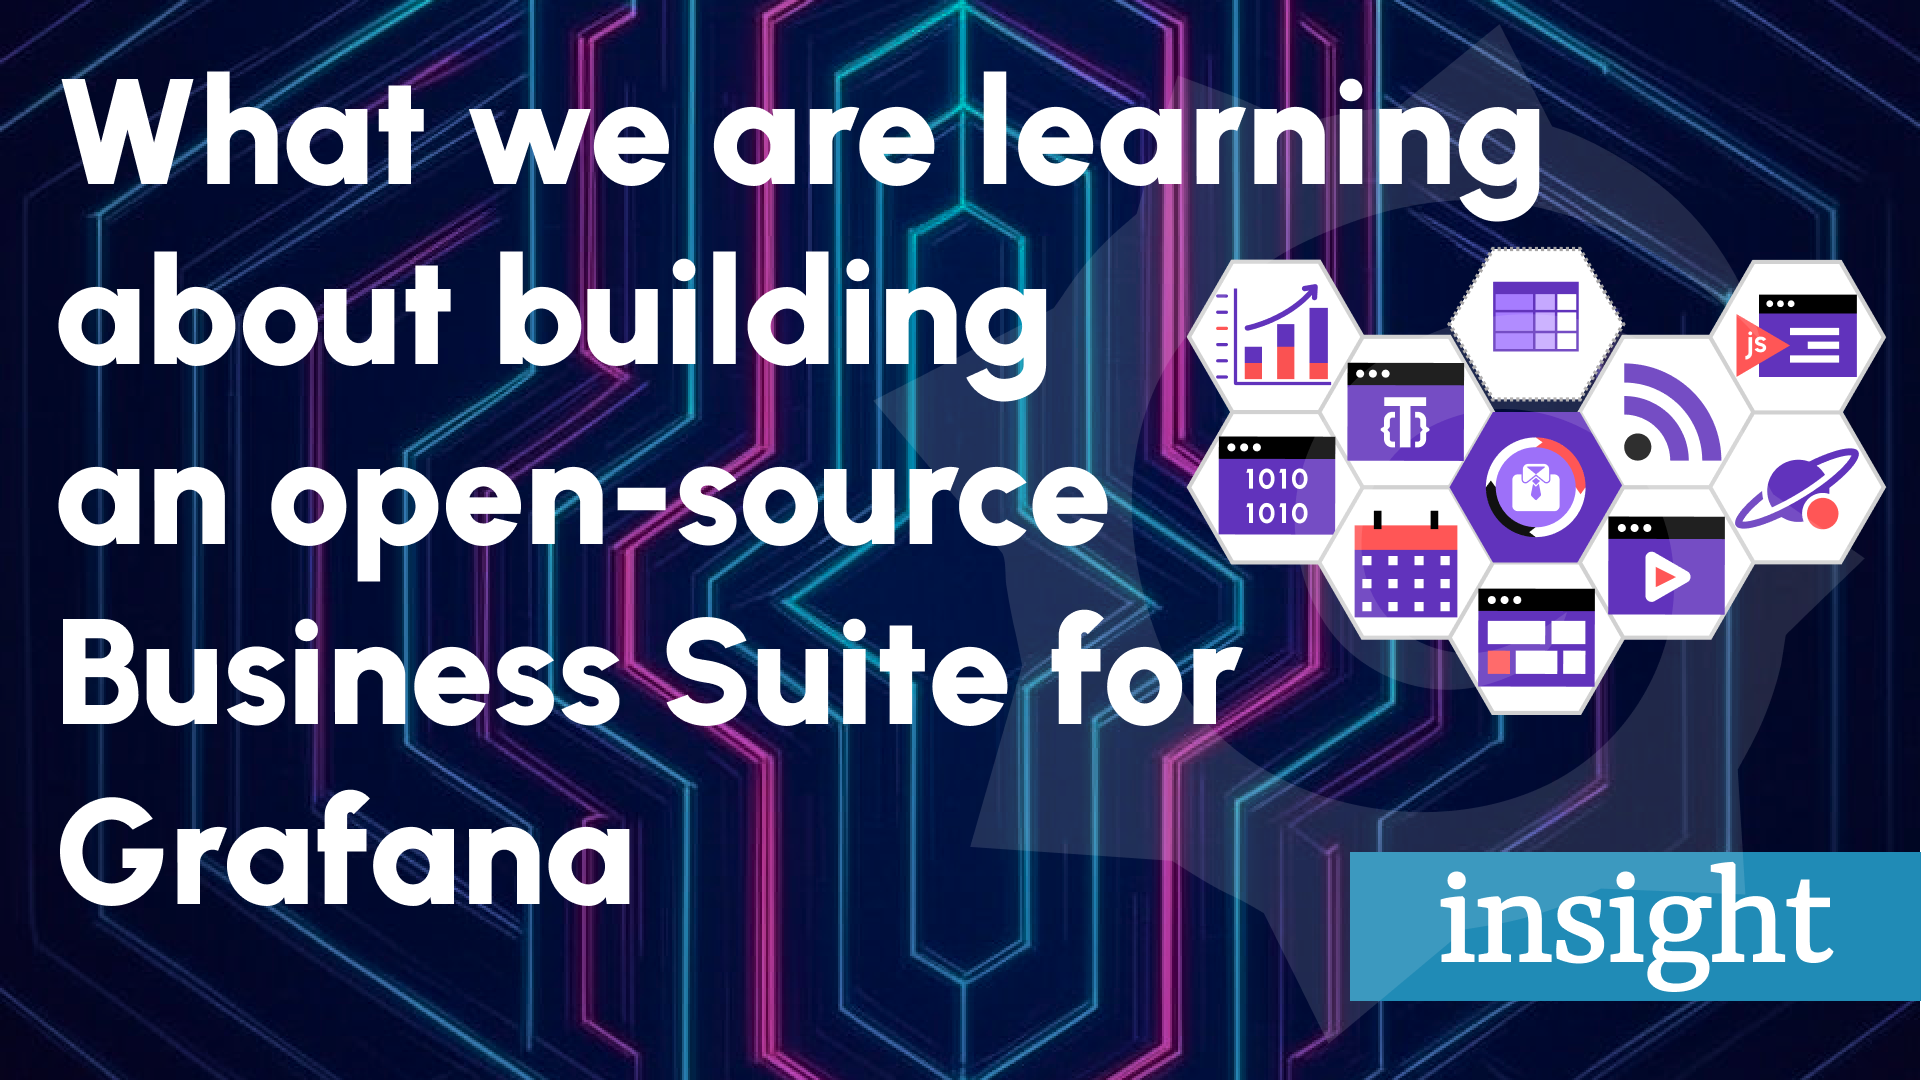 What we are learning
about building
an open-source
Business Suite for
Grafana
js
{T}
1010
1010
insight